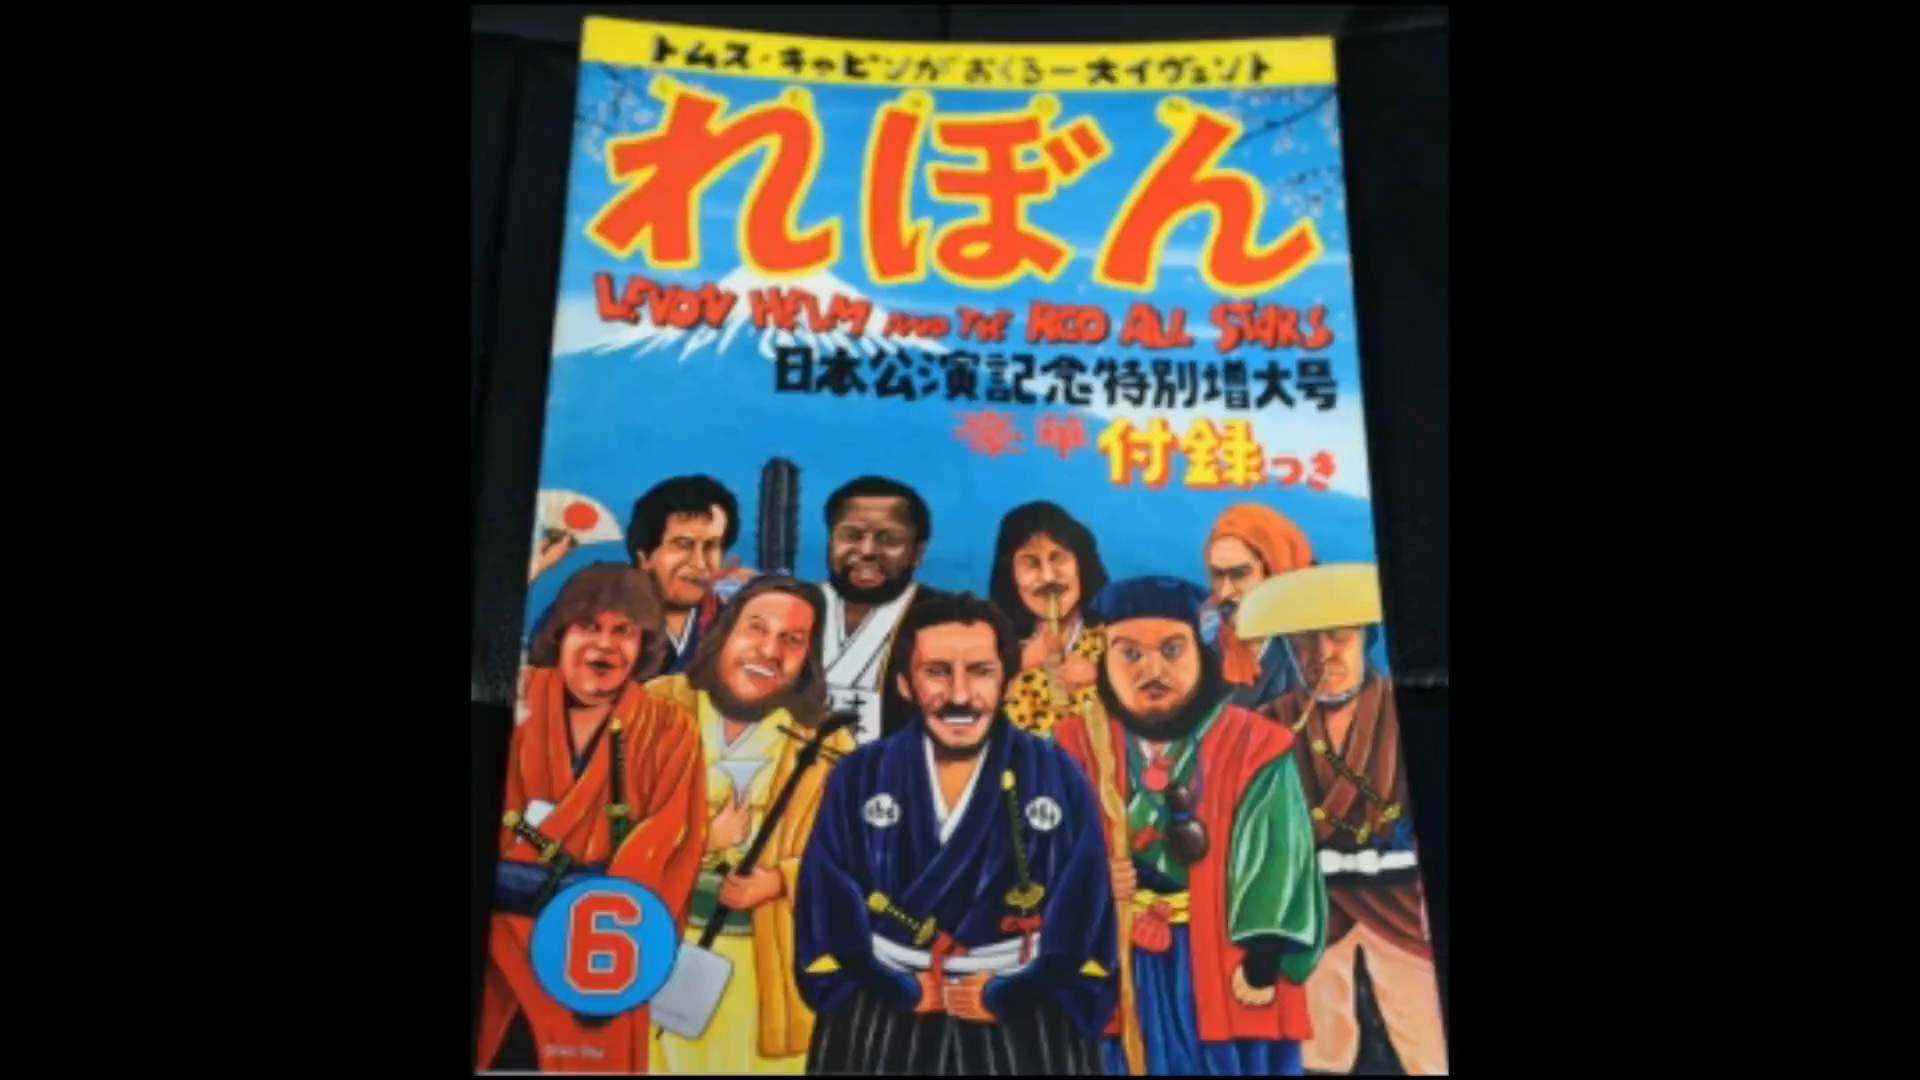 トムス・キャビンがおくる一大イヴェント
LEVON
れぼん
LEVON HELM AND THE RCO ALL STARS
日本公演記念特別増大号
豪華付録つき
6